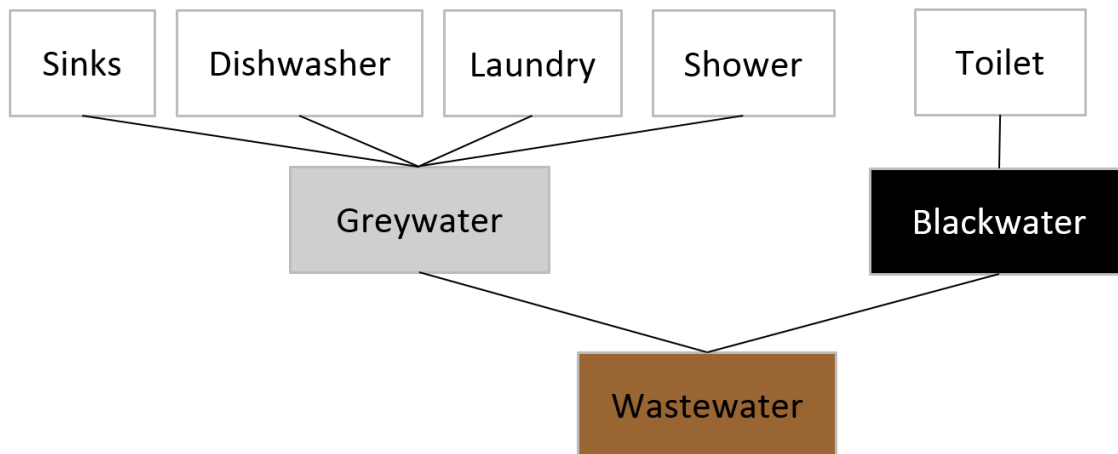 Sinks
Dishwasher
Laundry
Shower
Toilet
Greywater
Blackwater
Wastewater